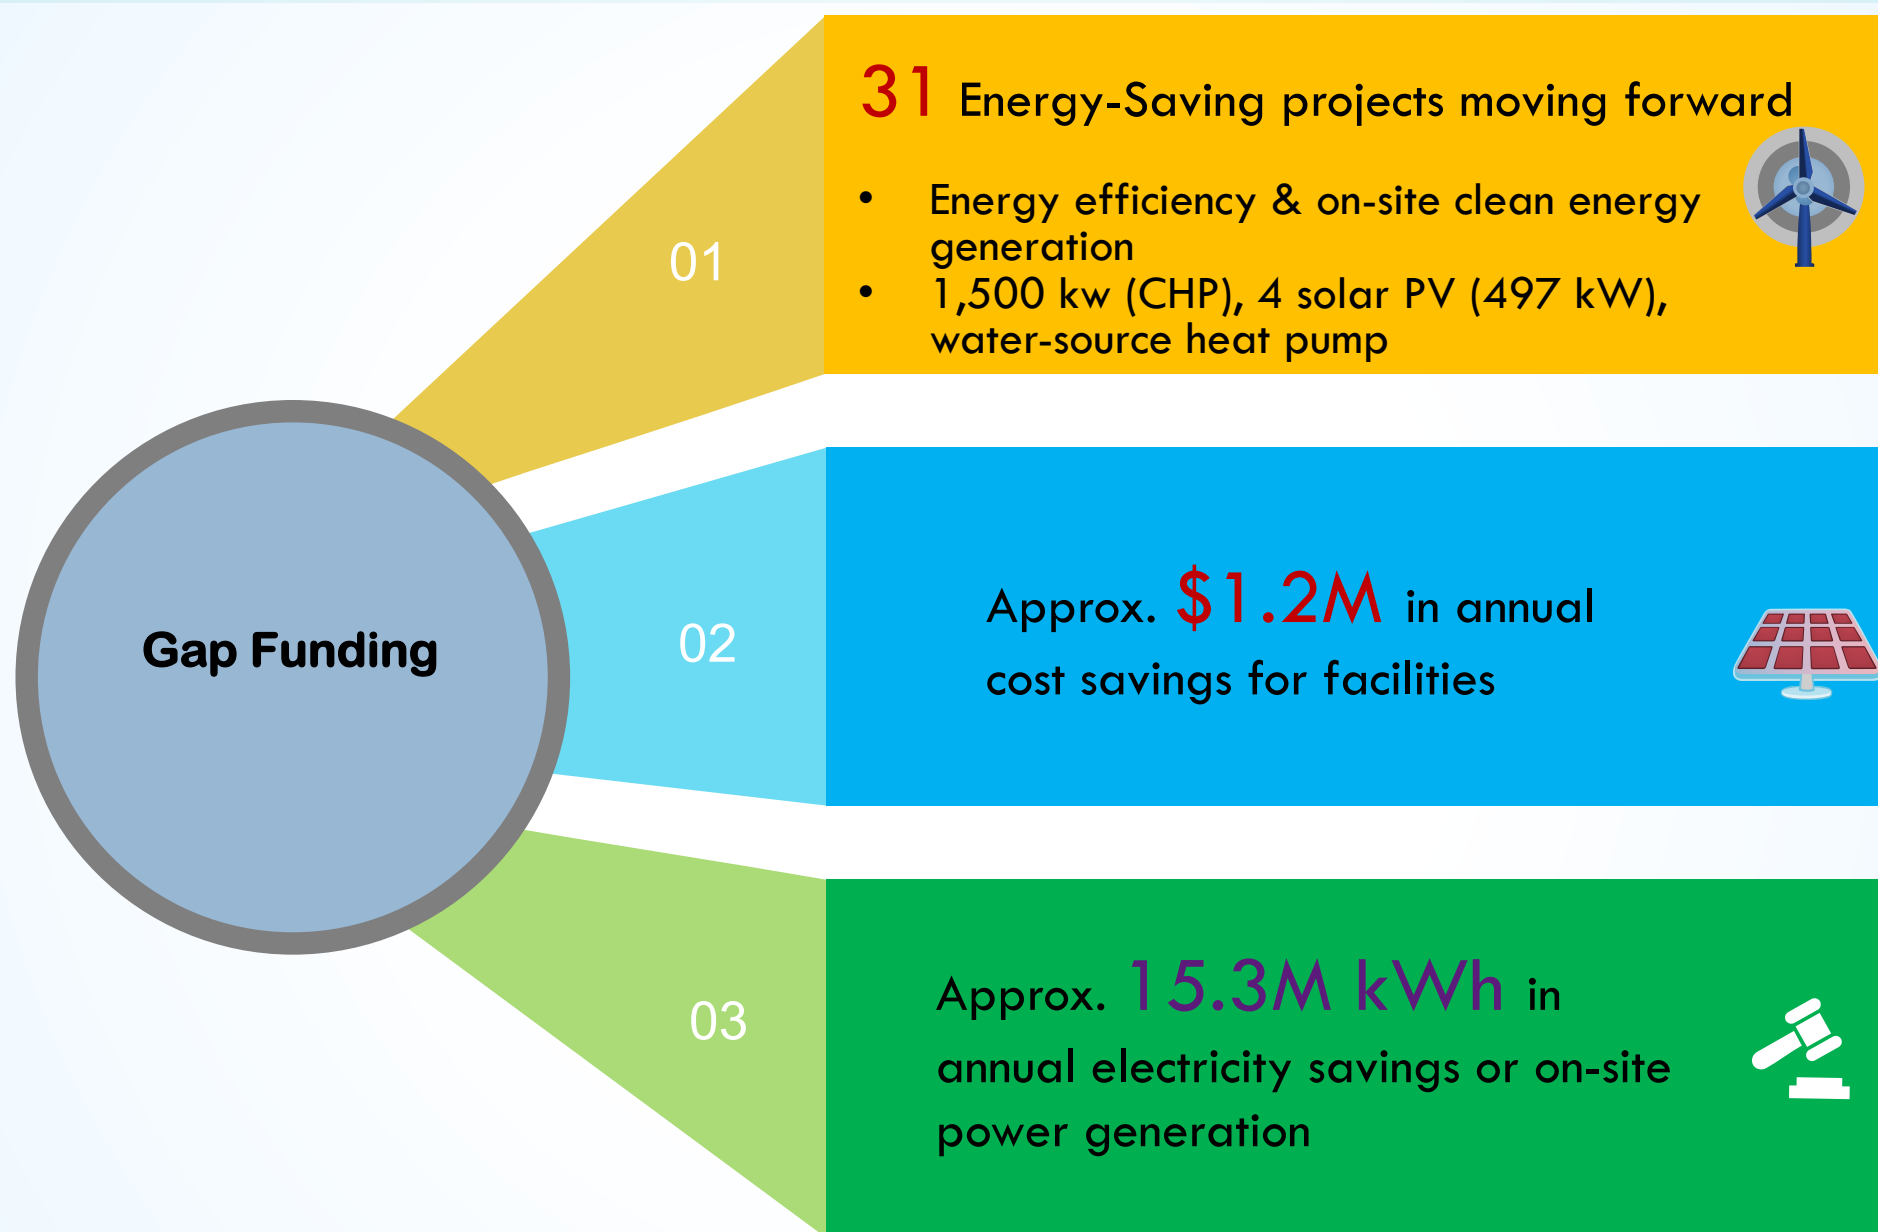 Gap Funding
01
31 Energy-Saving projects moving forward
• Energy efficiency & on-site clean energy
generation
• 1,500 kw (CHP), 4 solar PV (497 kW),
water-source heat pump
02
Approx. $1.2M in annual
cost savings for facilities
03
Approx. 15.3M kWh in
annual electricity savings or on-site
power generation